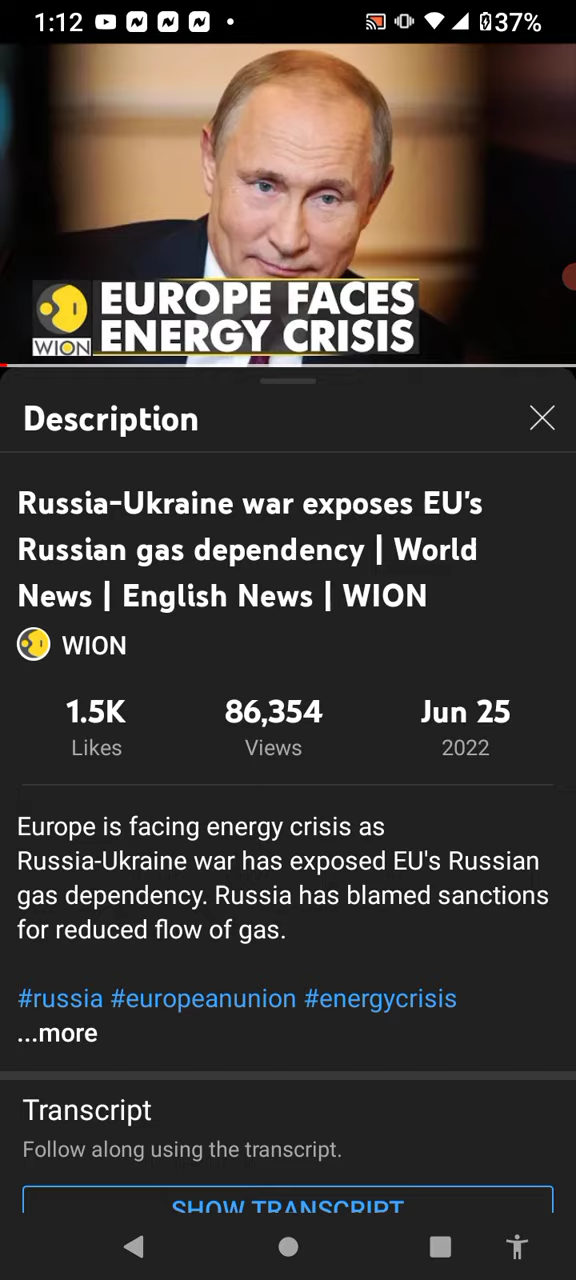 1:12
37%
EUROPE FACES
ENERGY CRISIS
WION
Description
Russia-Ukraine war exposes EU's
Russian gas dependency | World
News | English News | WION
WION
1.5K
86,354
Jun 25
Likes
Views
2022
Europe is facing energy crisis as
Russia-Ukraine war has exposed EU's Russian
gas dependency. Russia has blamed sanctions
for reduced flow of gas.
#russia #europeanunion #energycrisis
...more
Transcript
Follow along using the transcript.
SHOW TRANSCRIPT